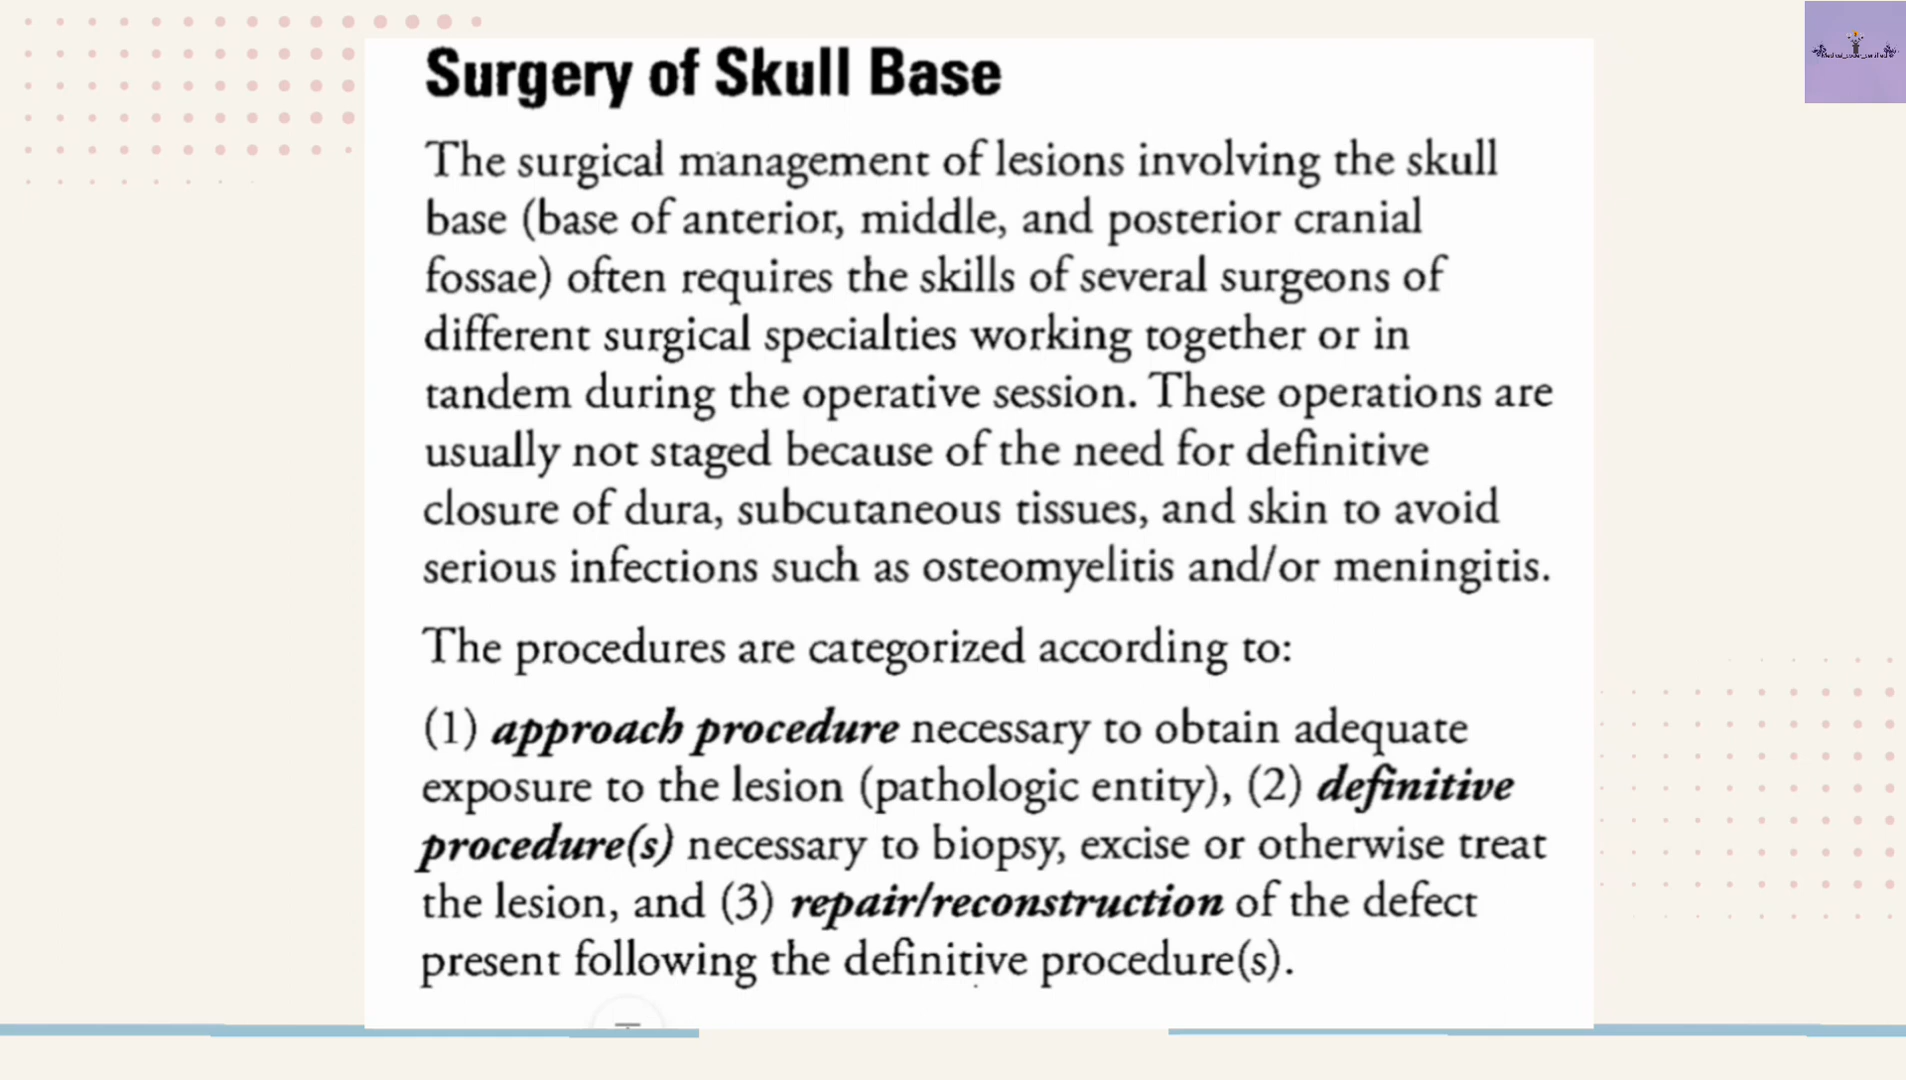 Surgery of Skull Base
The surgical management of lesions involving the skull
base (base of anterior, middle, and posterior cranial
fossae) often requires the skills of several surgeons of
different surgical specialties working together or in
tandem during the operative session. These operations are
usually not staged because of the need for definitive
closure of dura, subcutaneous tissues, and skin to avoid
serious infections such as osteomyelitis and/or meningitis.
The procedures are categorized according to:
(1) approach procedure necessary to obtain adequate
exposure to the lesion (pathologic entity), (2) definitive
procedure(s) necessary to biopsy, excise or otherwise treat
the lesion, and (3) repair/reconstruction of the defect
present following the definitive procedure(s).